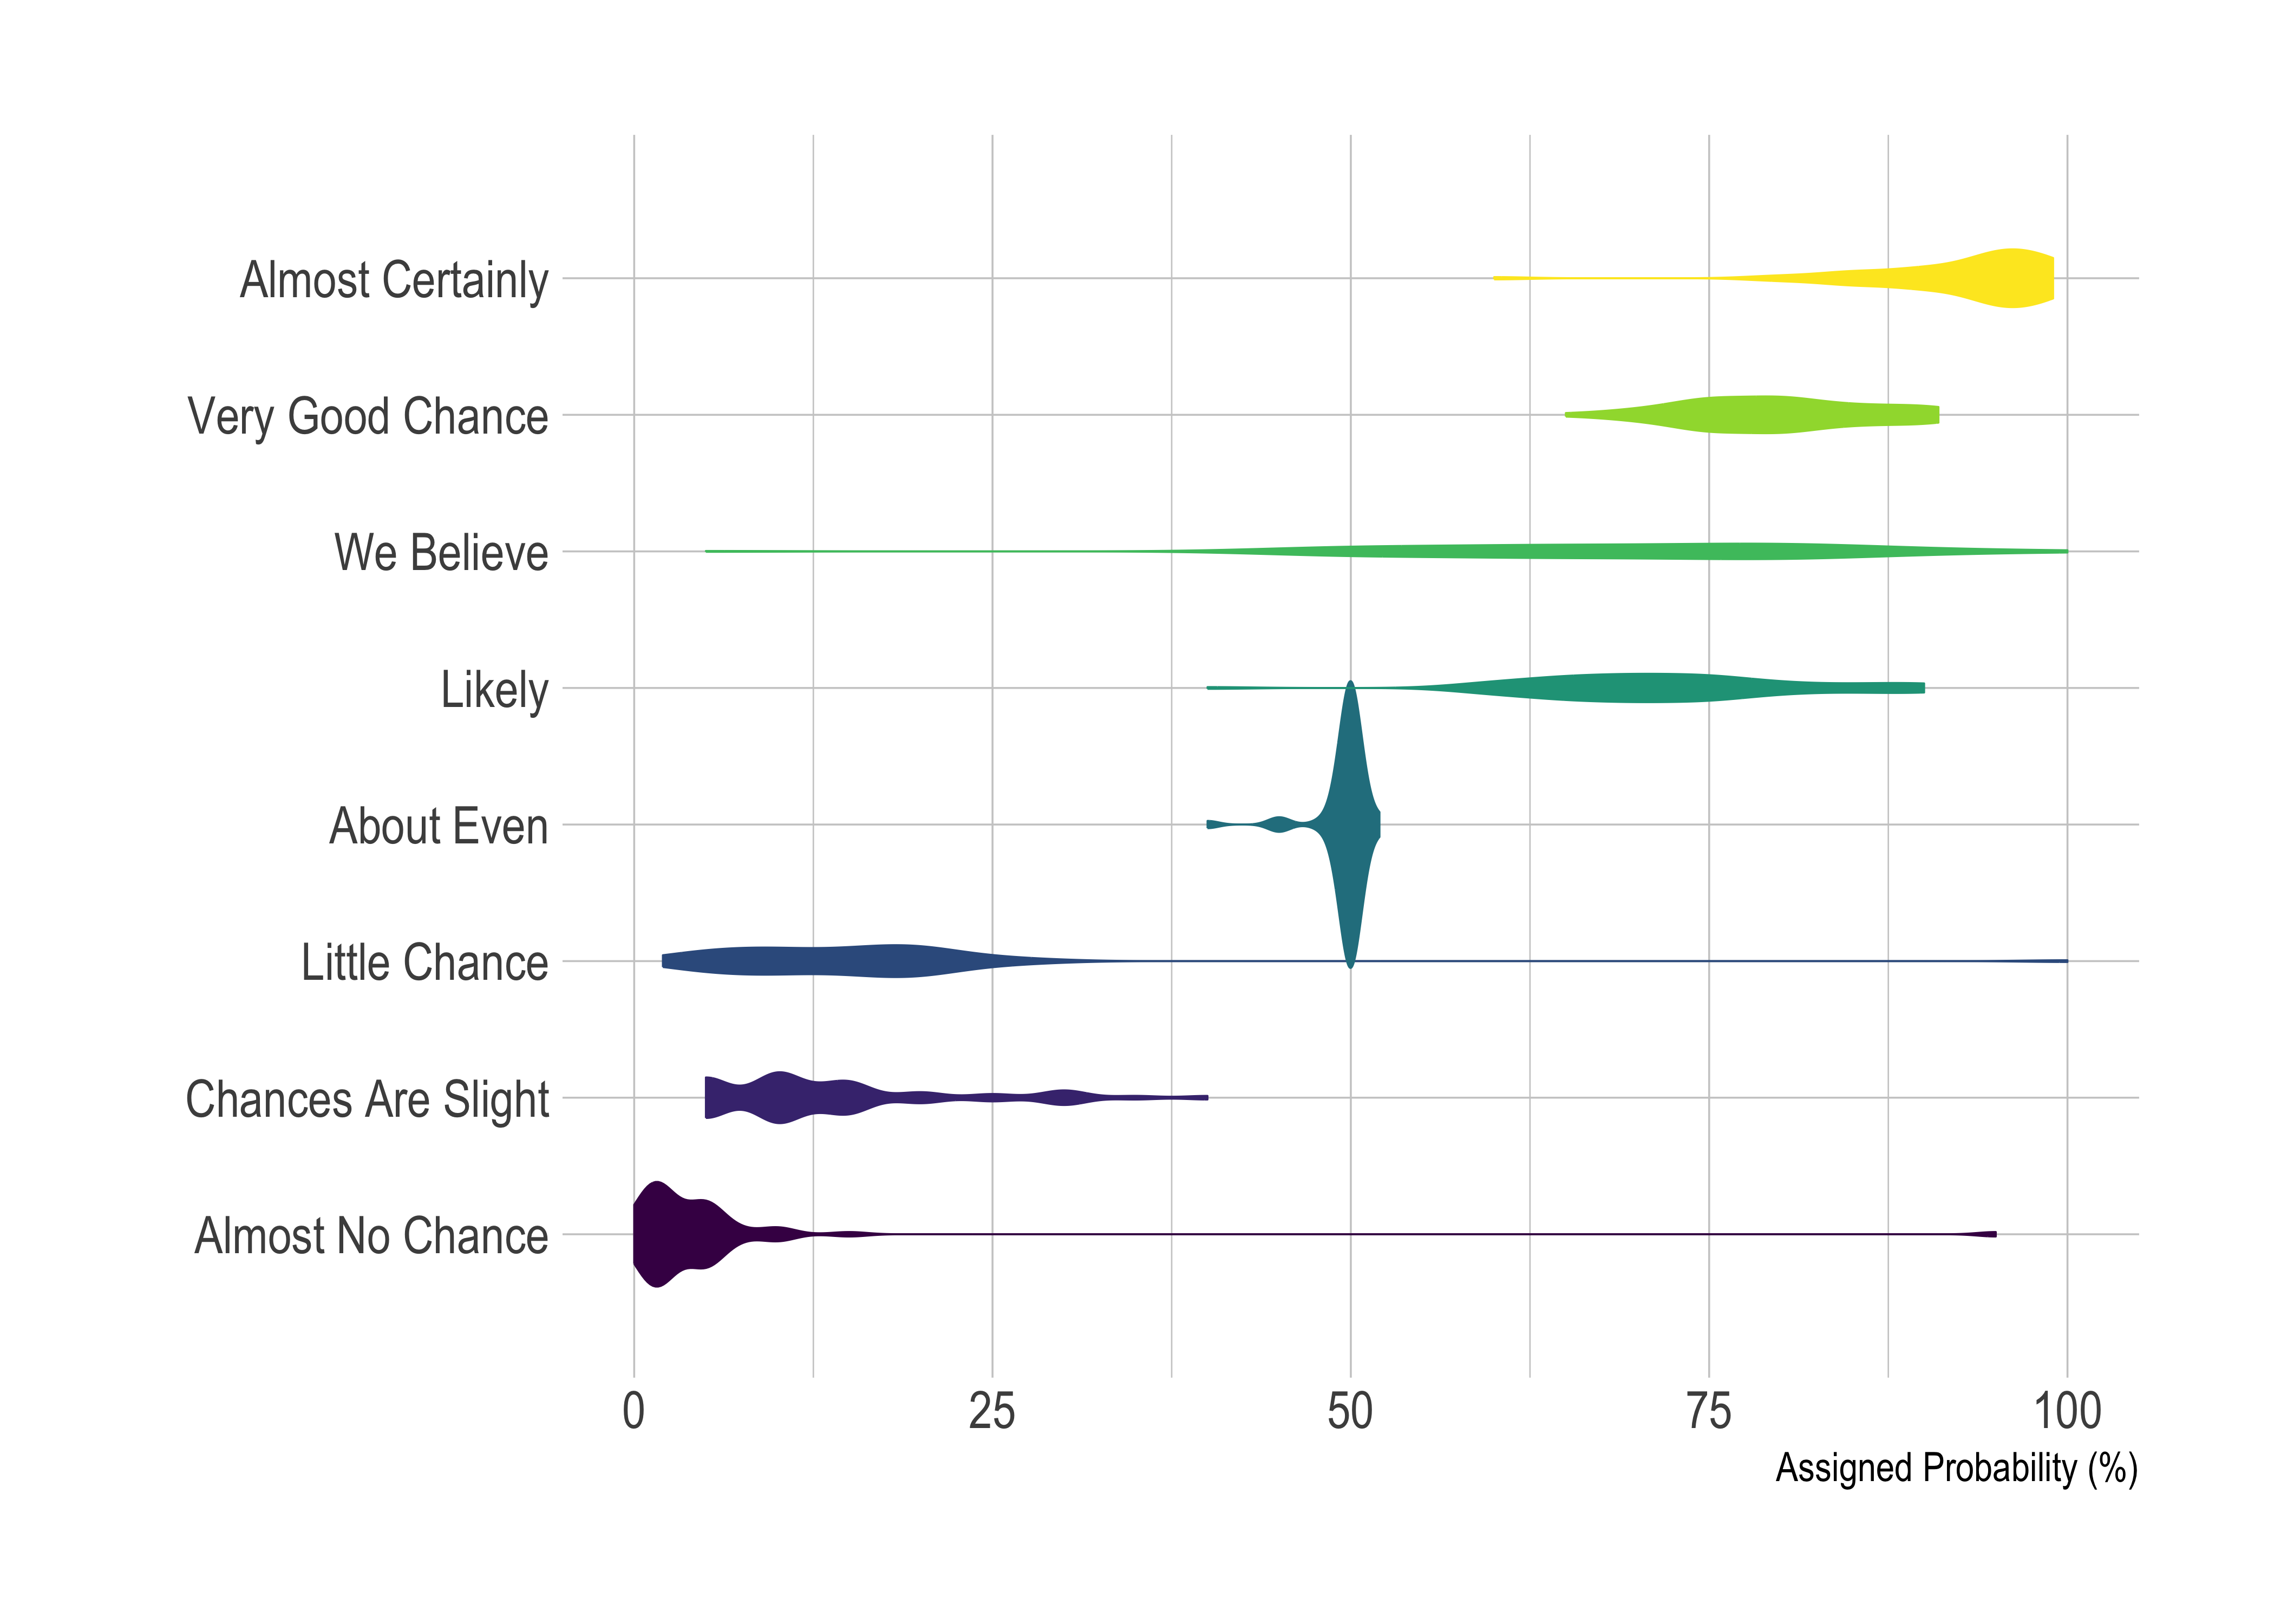 Almost Certainly
Very Good Chance
We Believe
Likely
About Even
Little Chance
Chances Are Slight
Almost No Chance
0 25 50 75 100
Assigned Probability (%)